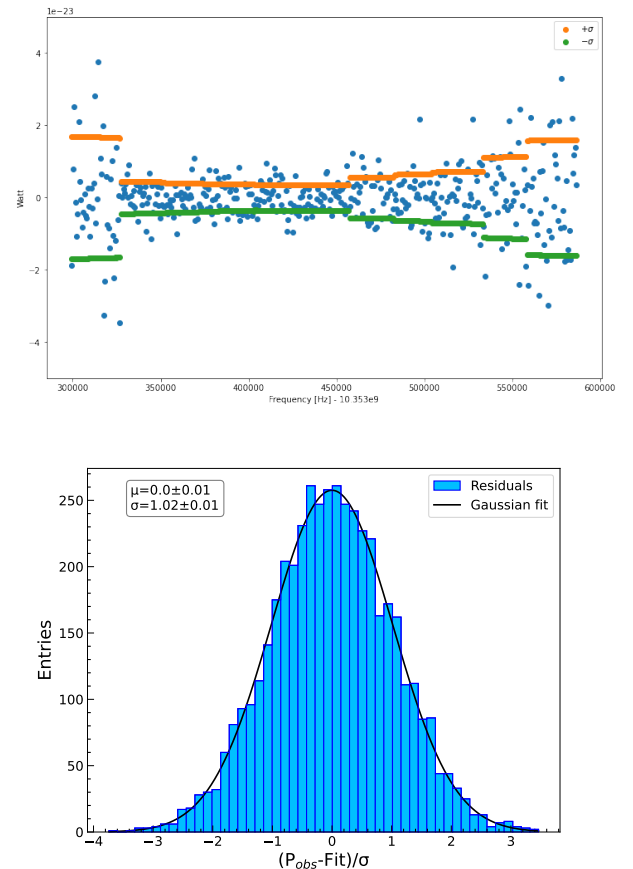 1e−23
+σ
−σ
4
2
0
−2
−4
Watt
300000 350000 400000 450000 500000 550000 600000
Frequency [Hz] - 10.353e9
μ=0.0±0.01
σ=1.02±0.01
Residuals
Gaussian fit
250
200
150
100
50
0
Entries
−4 −3 −2 −1 0 1 2 3
(P_obs-Fit)/σ